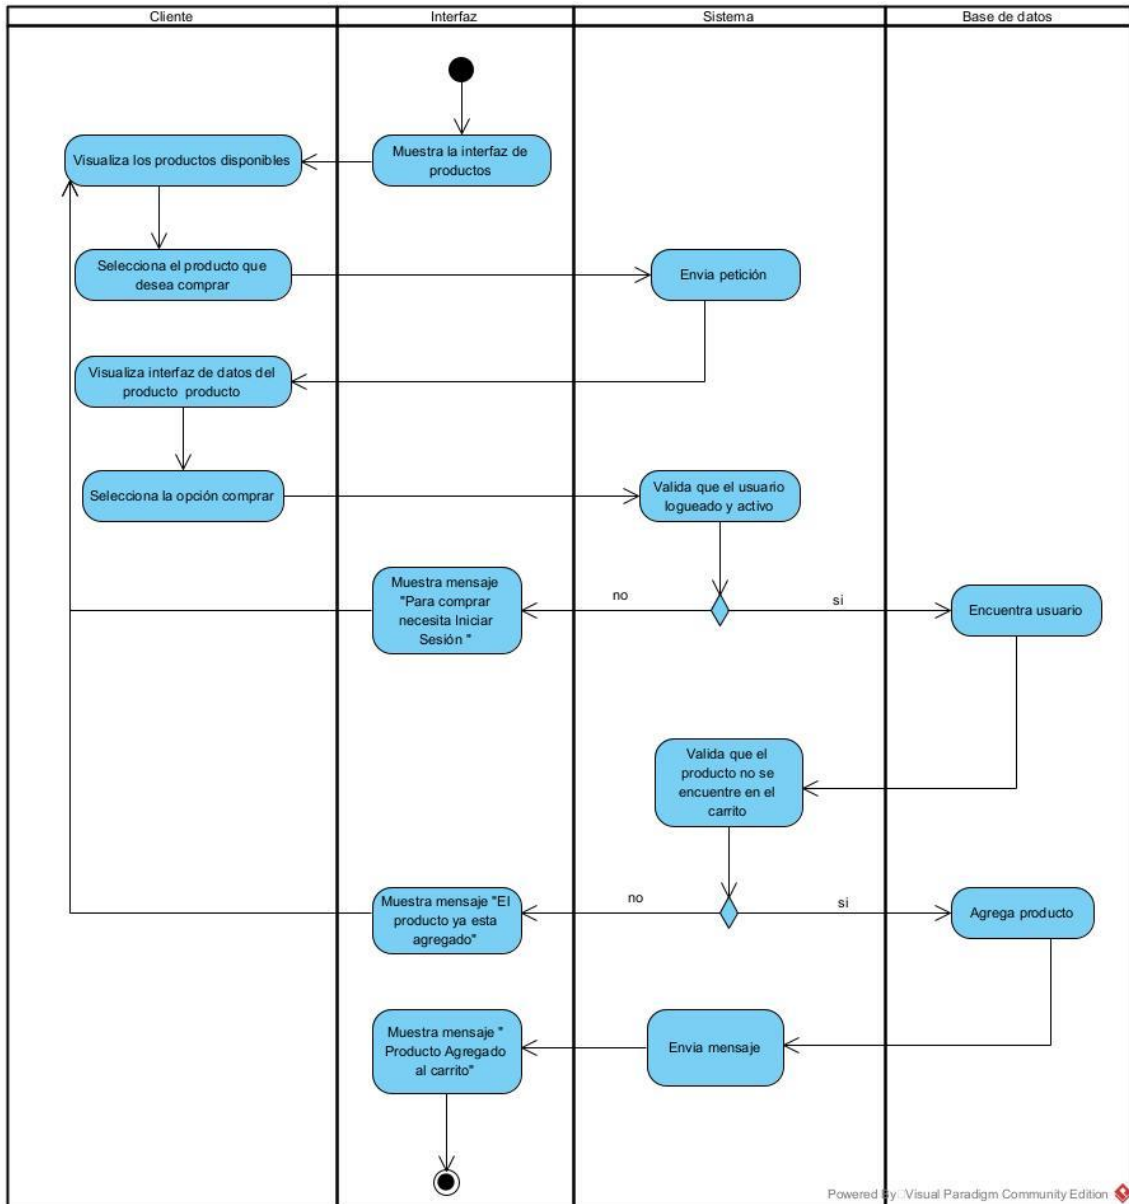 Cliente
Interfaz
Sistema
Base de datos
Muestra la interfaz de
productos
Visualiza los productos disponibles
Selecciona el producto que
desea comprar
Envia petición
Visualiza interfaz de datos del
producto  producto
Selecciona la opción comprar
Valida que el usuario
logueado y activo
no
si
Muestra mensaje
"Para comprar
necesita Iniciar
Sesión "
Encuentra usuario
Valida que el
producto no se
encuentre en el
carrito
no
si
Muestra mensaje "El
producto ya esta
agregado"
Agrega producto
Envia mensaje
Muestra mensaje "
Producto Agregado
al carrito"
Powered By Visual Paradigm Community Edition